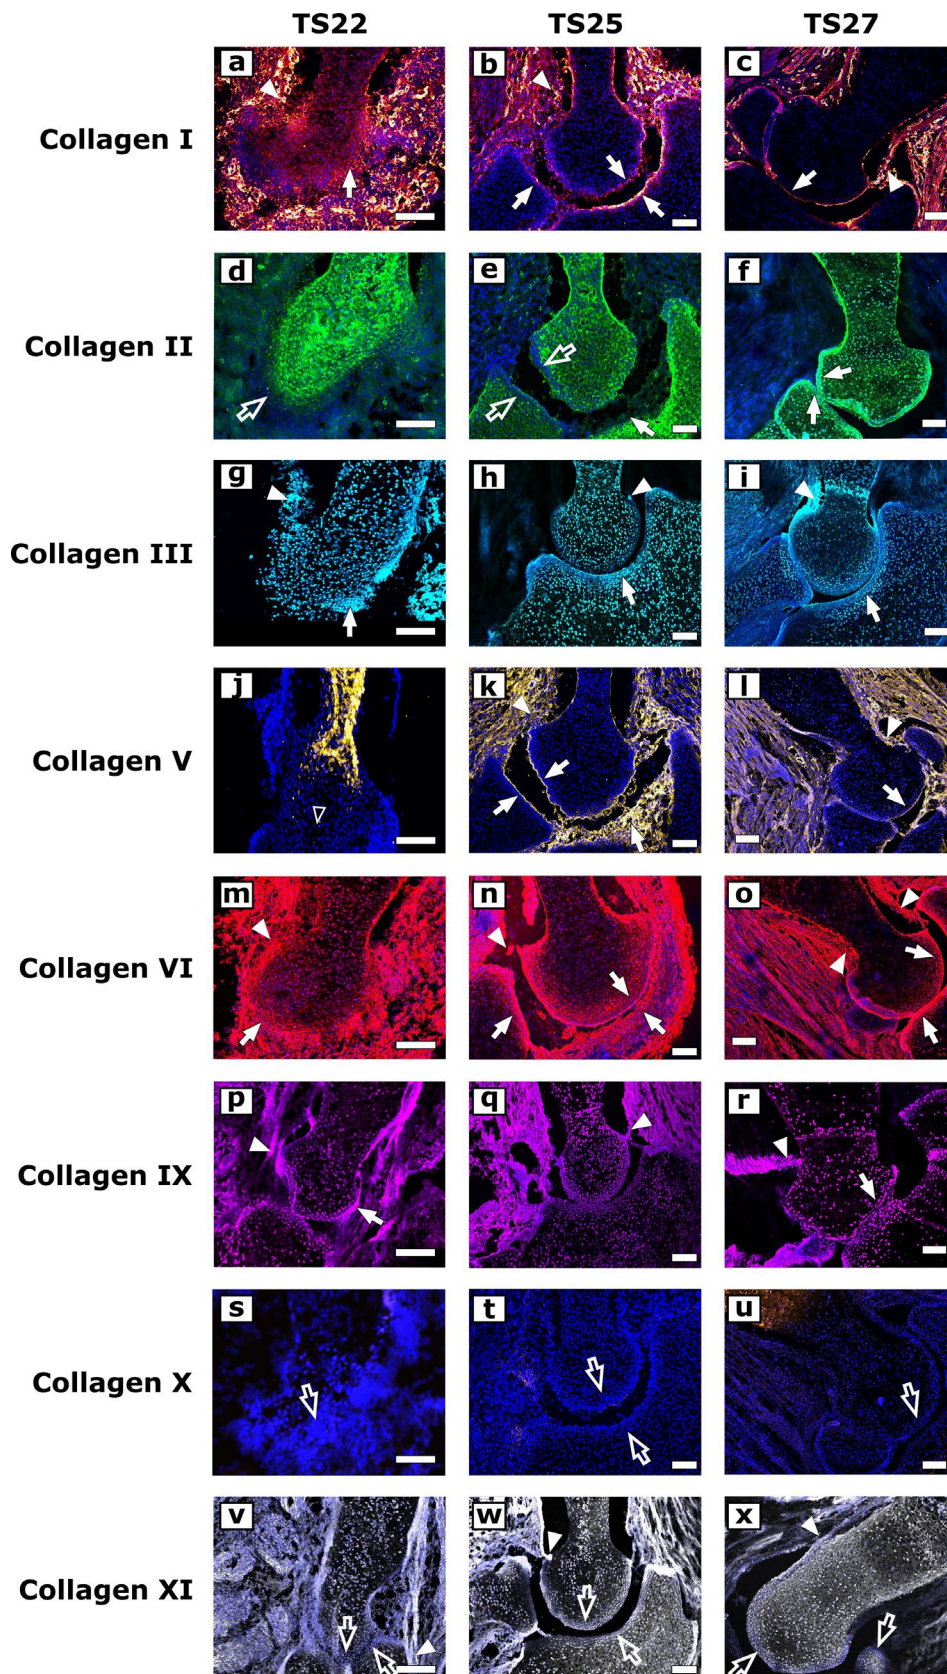 TS22 TS25 TS27
Collagen I a b c
Collagen II d e f
Collagen III g h i
Collagen V j k l
Collagen VI m n o
Collagen IX p q r
Collagen X s t u
Collagen XI v w x